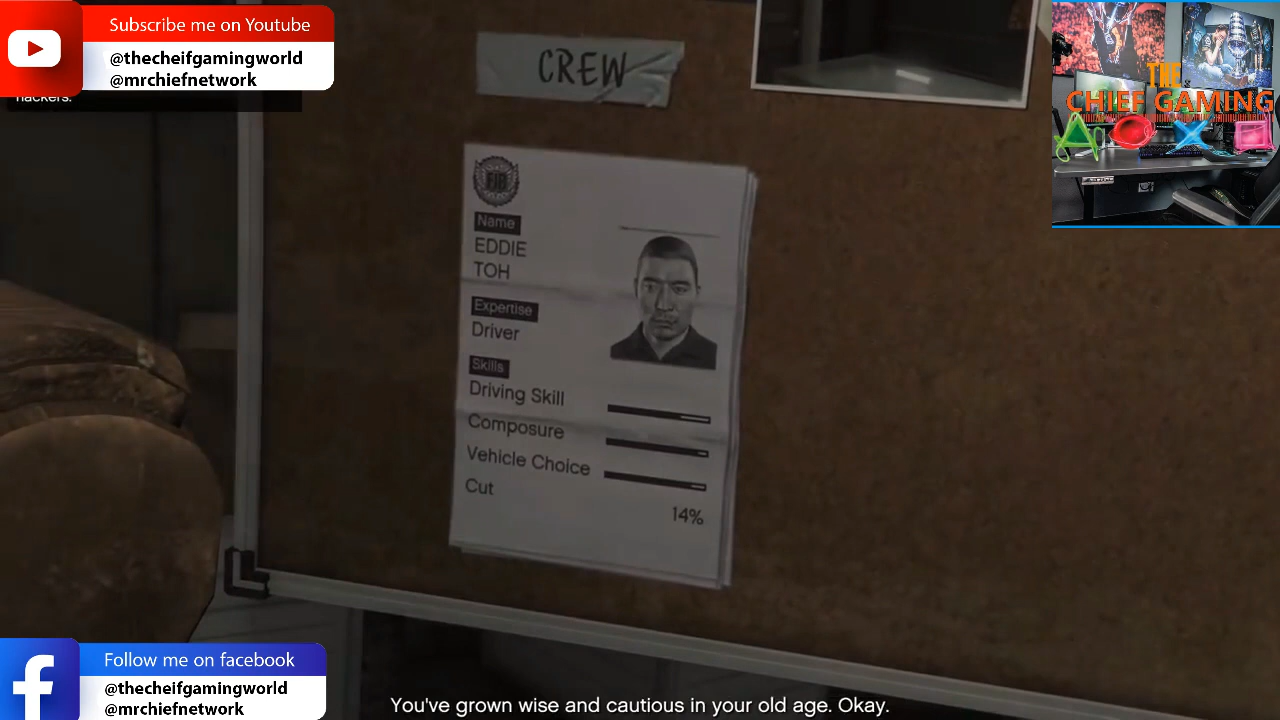 Subscribe me on Youtube
@thecheifgamingworld
@mrchiefnetwork
hackers.
CREW
THE
CHIEF GAMING
FIB
Name
EDDIE
TOH
Expertise
Driver
Skills
Driving Skill
Composure
Vehicle Choice
Cut
14%
Follow me on facebook
@thecheifgamingworld
@mrchiefnetwork
You've grown wise and cautious in your old age. Okay.